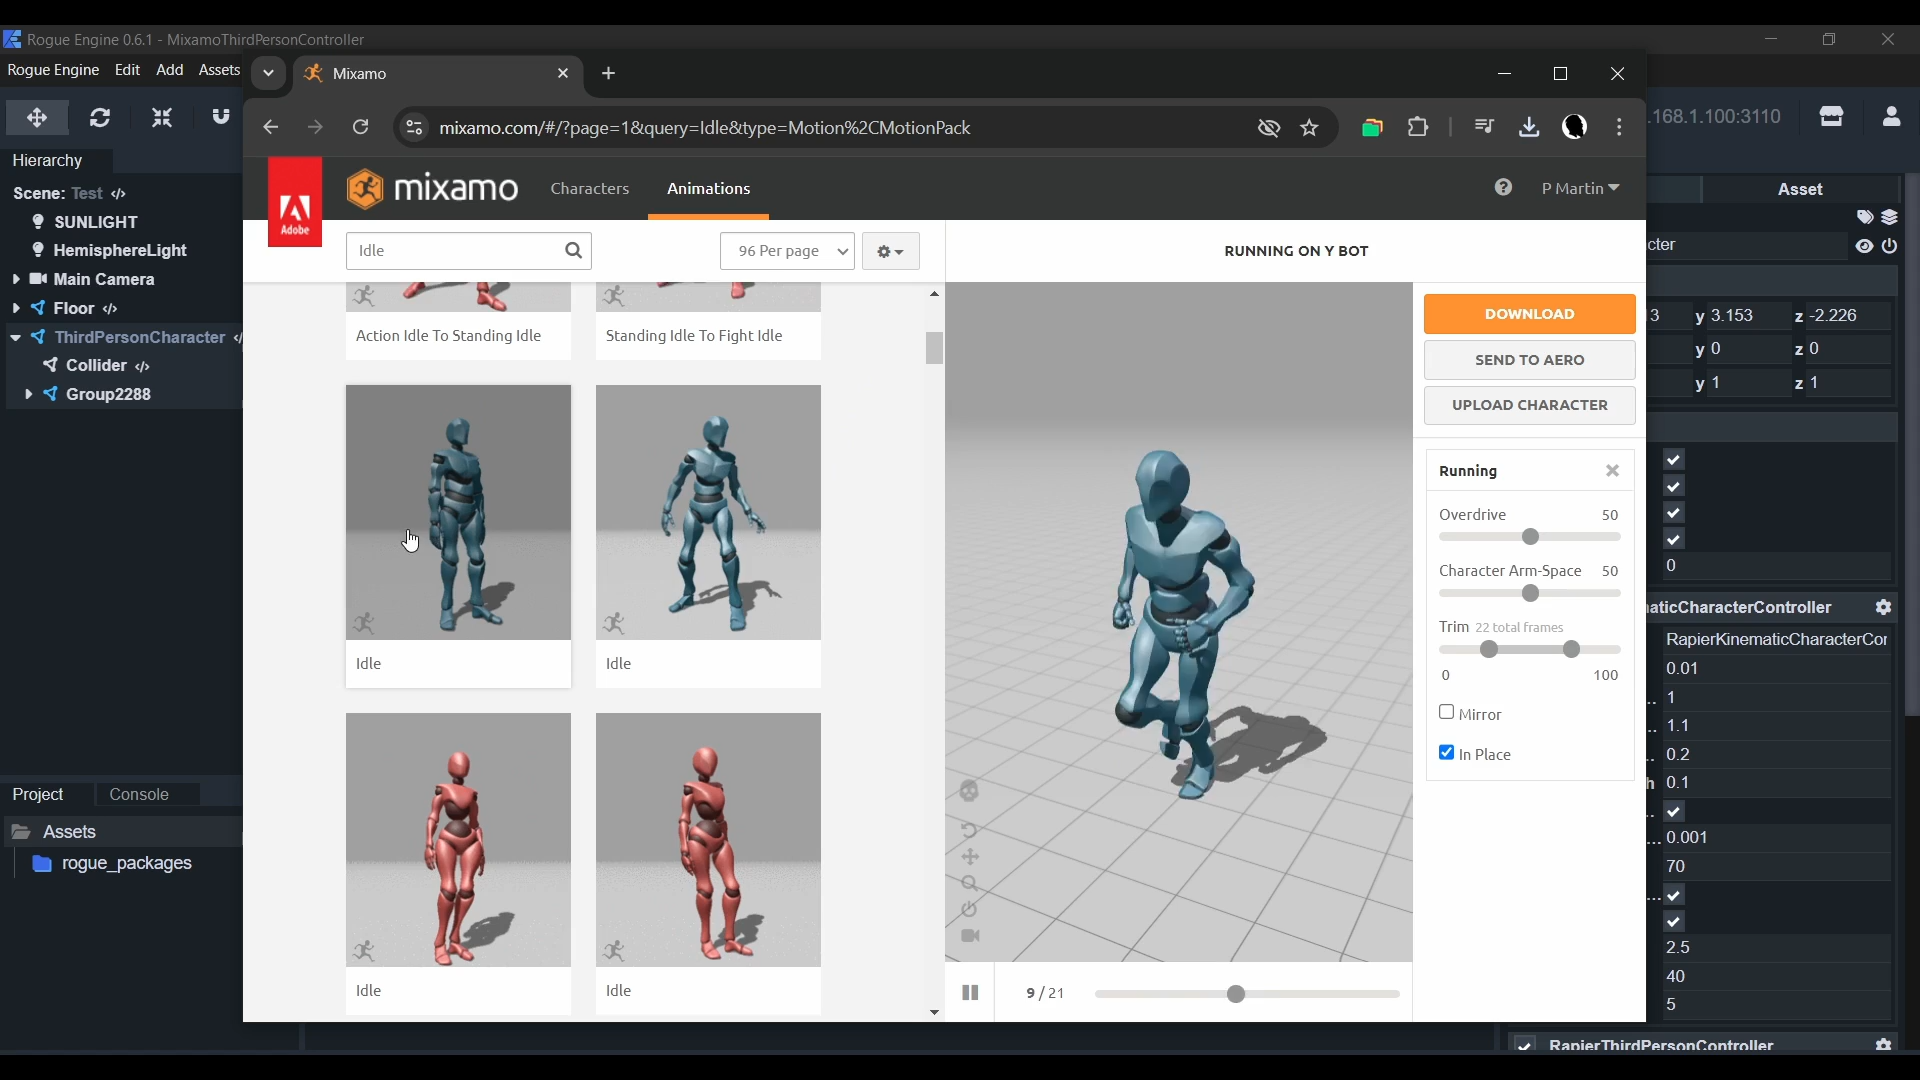 Rogue Engine 0.6.1 - MixamoThirdPersonController
Rogue Engine Edit Add Assets
Mixamo
mixamo.com/#/?page=1&query=Idle&type=Motion%2CMotionPack
.168.1.100:3110
Hierarchy
Scene: Test
SUNLIGHT
HemisphereLight
Main Camera
Floor
ThirdPersonCharacter
Collider
Group2288
Project Console
Assets
rogue_packages
Adobe
mixamo
Characters Animations
P Martin
Idle
96 Per page
RUNNING ON Y BOT
Action Idle To Standing Idle
Standing Idle To Fight Idle
Idle
Idle
Idle
Idle
9 / 21
DOWNLOAD
SEND TO AERO
UPLOAD CHARACTER
Running
Overdrive 50
Character Arm-Space 50
Trim 22 total frames
0 100
Mirror
In Place
Asset
cter
3 y 3.153 z -2.226
y 0 z 0
y 1 z 1
0
aticCharacterController
RapierKinematicCharacterCor
0.01
.. 1
.. 1.1
.. 0.2
h 0.1
..
... 0.001
70
...
2.5
40
5
RapierThirdPersonController